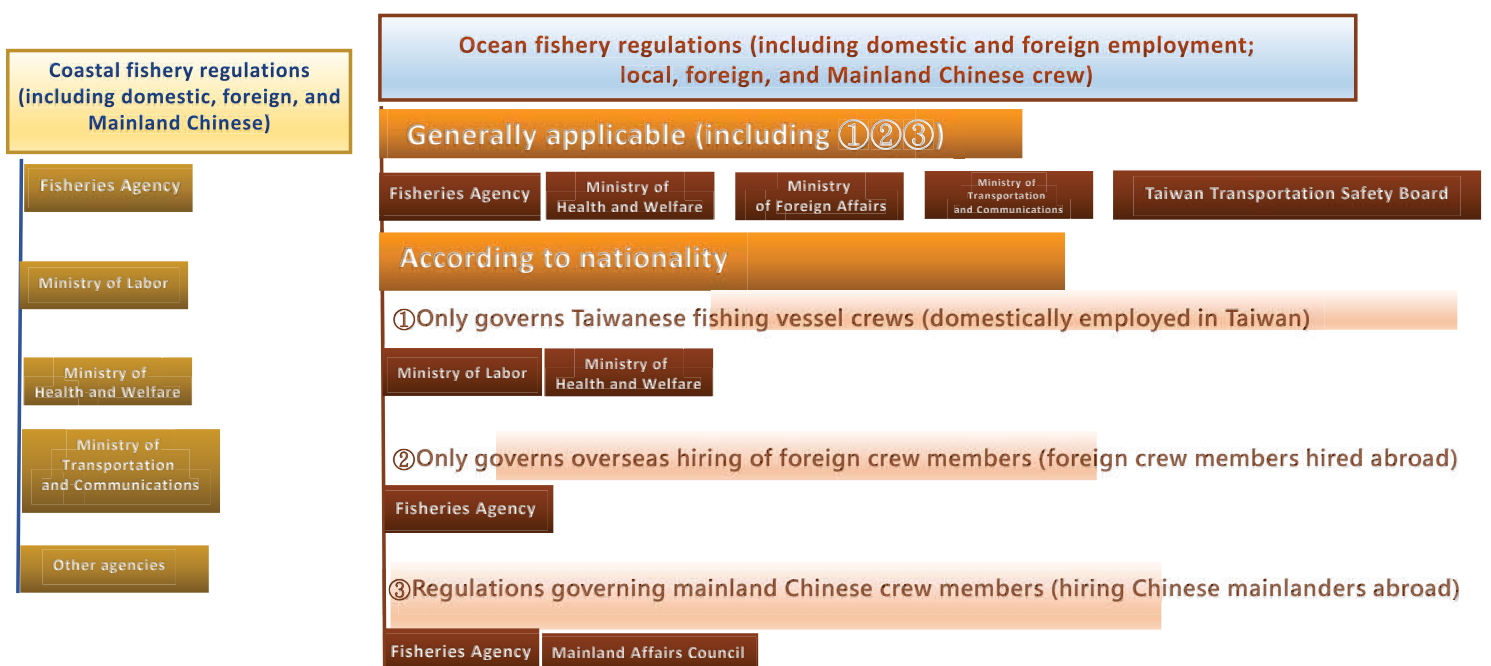 Coastal fishery regulations
(including domestic, foreign, and
Mainland Chinese)
Fisheries Agency
Ministry of Labor
Ministry of
Health and Welfare
Ministry of
Transportation
and Communications
Other agencies
Ocean fishery regulations (including domestic and foreign employment;
local, foreign, and Mainland Chinese crew)
Generally applicable (including ①②③)
Fisheries Agency
Ministry of
Health and Welfare
Ministry
of Foreign Affairs
Ministry of
Transportation
and Communications
Taiwan Transportation Safety Board
According to nationality
①Only governs Taiwanese fishing vessel crews (domestically employed in Taiwan)
Ministry of Labor
Ministry of
Health and Welfare
②Only governs overseas hiring of foreign crew members (foreign crew members hired abroad)
Fisheries Agency
③Regulations governing mainland Chinese crew members (hiring Chinese mainlanders abroad)
Fisheries Agency
Mainland Affairs Council